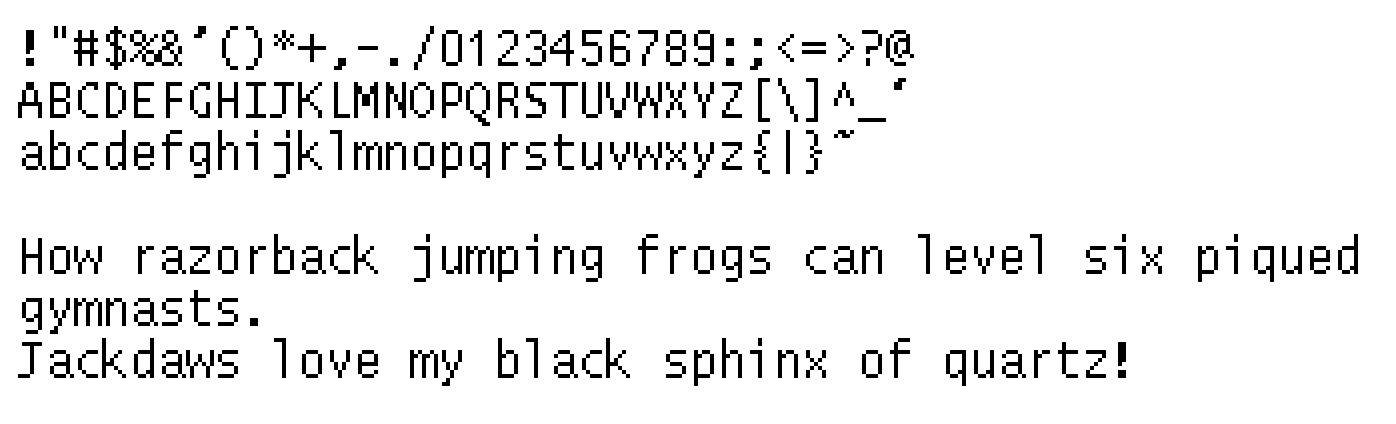 !"#$%&'()*+,-./0123456789:;<=>?@
ABCDEFGHIJKLMNOPQRSTUVWXYZ[\]^_`
abcdefghijklmnopqrstuvwxyz{|}~
How razorback jumping frogs can level six piqued
gymnasts.
Jackdaws love my black sphinx of quartz!